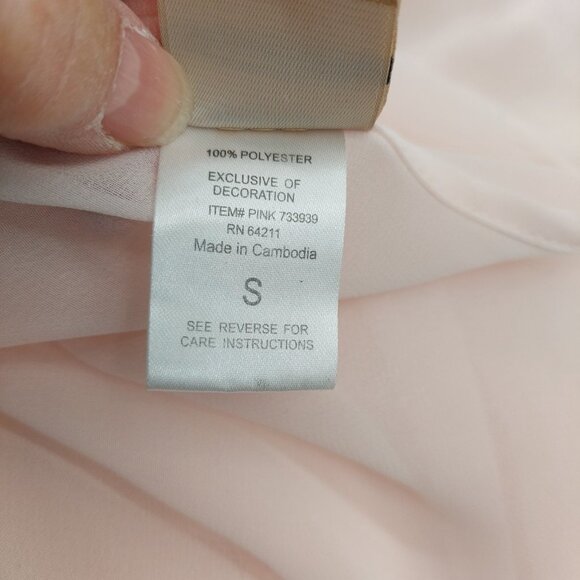 100% POLYESTER
EXCLUSIVE OF
DECORATION
ITEM# PINK 733939
RN 64211
Made in Cambodia
S
SEE REVERSE FOR
CARE INSTRUCTIONS